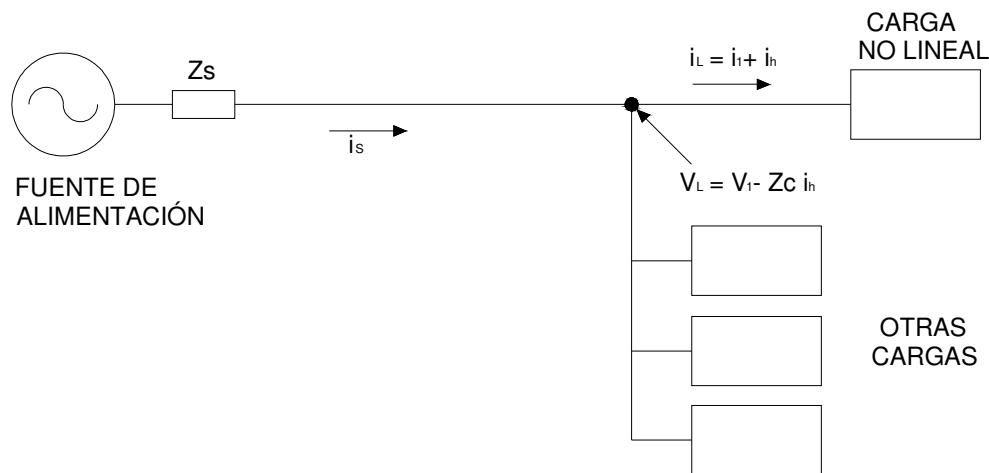 CARGA
NO LINEAL
Zs
iL = i1+ ih
iS
FUENTE DE
ALIMENTACIÓN
VL = V1- Zc ih
OTRAS
CARGAS